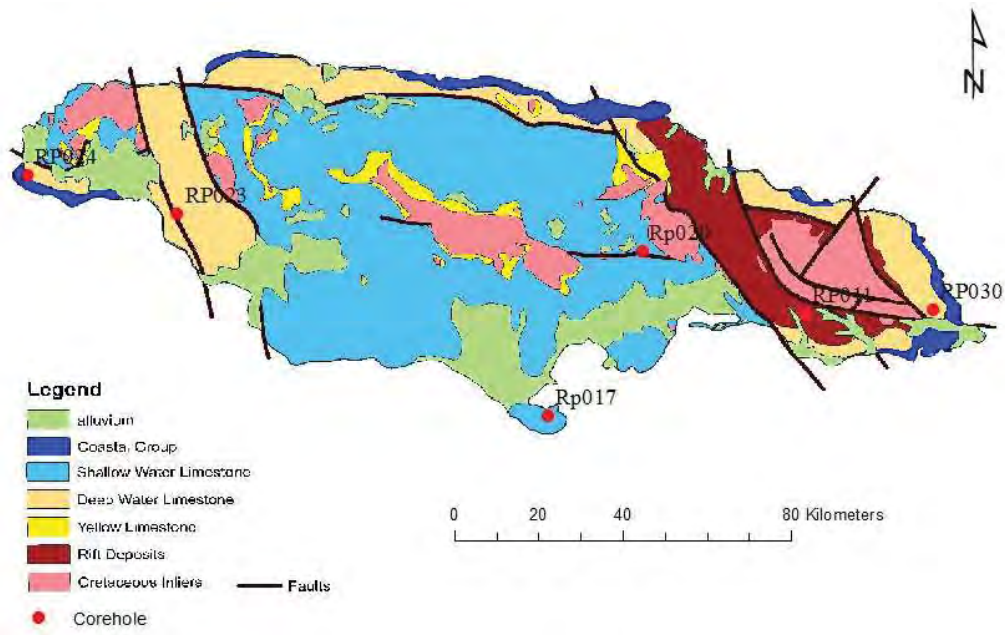 N
RP024
RP023
Rp020
RP011
RP030
Rp017
Legend
alluvium
Coastal Group
Shallow Water Limestone
Deep Water Limestone
Yellow Limestone
Rift Deposits
Cretaceous Inliers
Faults
Corehole
0 20 40 80 Kilometers